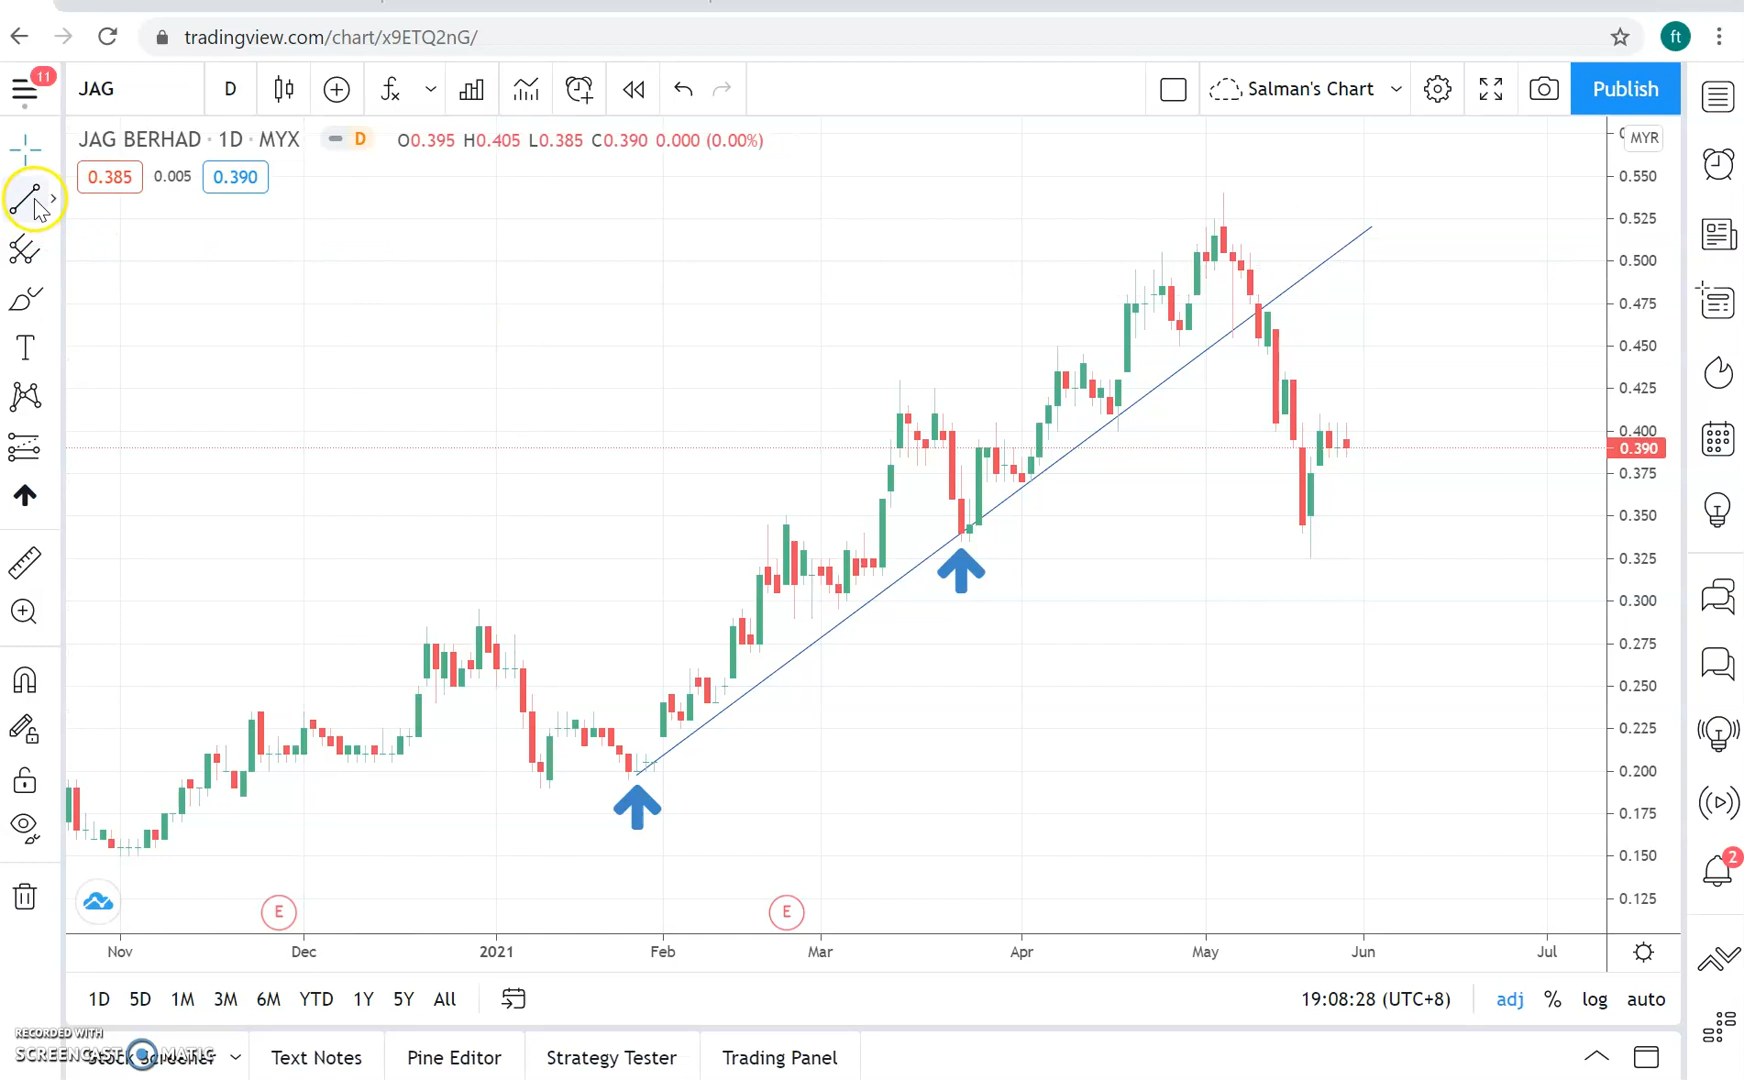 tradingview.com/chart/x9ETQ2nG/
ft
11
JAG
D
Salman's Chart
Publish
JAG BERHAD · 1D · MYX
D
O0.395 H0.405 L0.385 C0.390 0.000 (0.00%)
MYR
0.385
0.005
0.390
0.550
0.525
0.500
0.475
0.450
0.425
0.400
0.390
0.375
0.350
0.325
0.300
0.275
0.250
0.225
0.200
0.175
0.150
0.125
2
E
E
Nov
Dec
2021
Feb
Mar
Apr
May
Jun
Jul
1D 5D 1M 3M 6M YTD 1Y 5Y All
19:08:28 (UTC+8)
adj % log auto
RECORDED WITH
SCREENCAST MATIC
Stock Screener
Text Notes
Pine Editor
Strategy Tester
Trading Panel